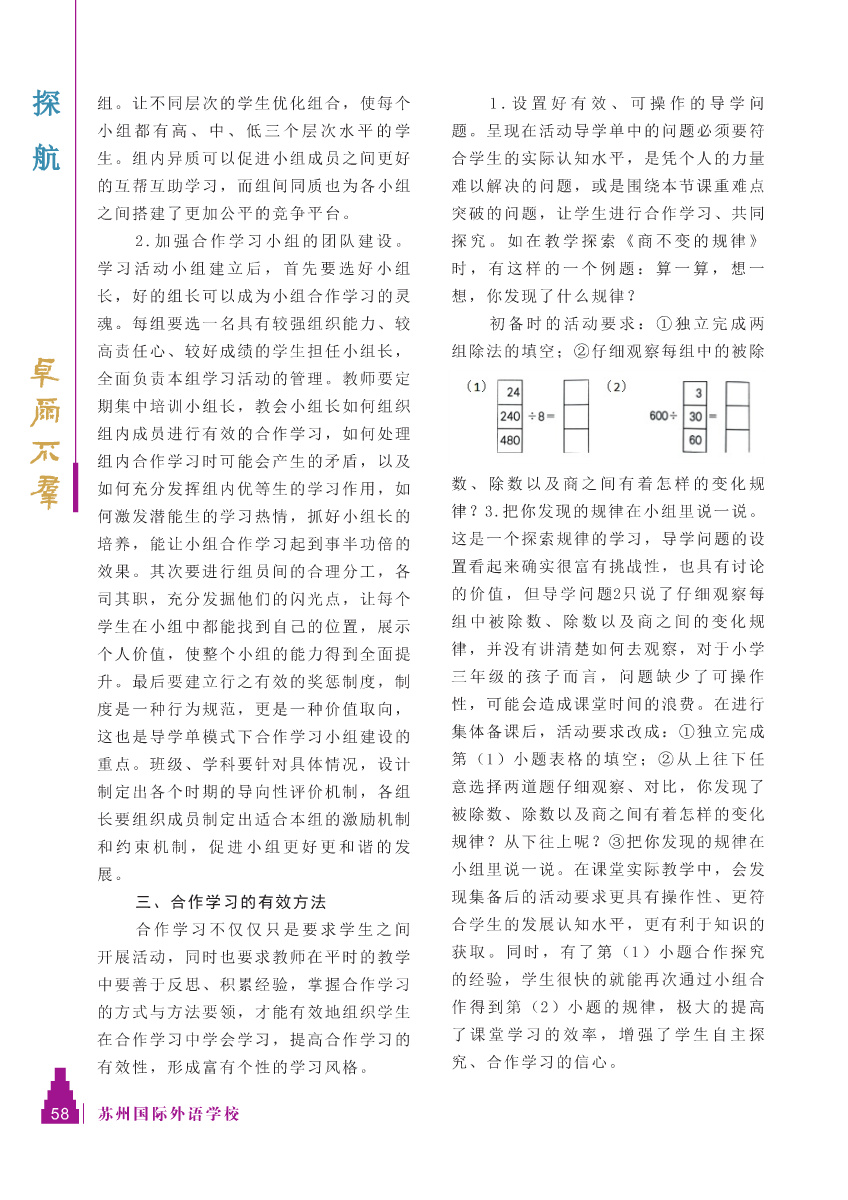 探
航
卓
尔
不
群
组。让不同层次的学生优化组合，使每个
小组都有高、中、低三个层次水平的学
生。组内异质可以促进小组成员之间更好
的互帮互助学习，而组间同质也为各小组
之间搭建了更加公平的竞争平台。
2.加强合作学习小组的团队建设。
学习活动小组建立后，首先要选好小组
长，好的组长可以成为小组合作学习的灵
魂。每组要选一名具有较强组织能力、较
高责任心、较好成绩的学生担任小组长，
全面负责本组学习活动的管理。教师要定
期集中培训小组长，教会小组长如何组织
组内成员进行有效的合作学习，如何处理
组内合作学习时可能会产生的矛盾，以及
如何充分发挥组内优等生的学习作用，如
何激发潜能生的学习热情，抓好小组长的
培养，能让小组合作学习起到事半功倍的
效果。其次要进行组员间的合理分工，各
司其职，充分发掘他们的闪光点，让每个
学生在小组中都能找到自己的位置，展示
个人价值，使整个小组的能力得到全面提
升。最后要建立行之有效的奖惩制度，制
度是一种行为规范，更是一种价值取向，
这也是导学单模式下合作学习小组建设的
重点。班级、学科要针对具体情况，设计
制定出各个时期的导向性评价机制，各组
长要组织成员制定出适合本组的激励机制
和约束机制，促进小组更好更和谐的发
展。
三、合作学习的有效方法
合作学习不仅仅只是要求学生之间
开展活动，同时也要求教师在平时的教学
中要善于反思、积累经验，掌握合作学习
的方式与方法要领，才能有效地组织学生
在合作学习中学会学习，提高合作学习的
有效性，形成富有个性的学习风格。
1.设置好有效、可操作的导学问
题。呈现在活动导学单中的问题必须要符
合学生的实际认知水平，是凭个人的力量
难以解决的问题，或是围绕本节课重难点
突破的问题，让学生进行合作学习、共同
探究。如在教学探索《商不变的规律》
时，有这样的一个例题：算一算，想一
想，你发现了什么规律？
初备时的活动要求：①独立完成两
组除法的填空；②仔细观察每组中的被除
（1） 24 （2） 3
240 ÷8= 600÷ 30 =
480 60
数、除数以及商之间有着怎样的变化规
律？3.把你发现的规律在小组里说一说。
这是一个探索规律的学习，导学问题的设
置看起来确实很富有挑战性，也具有讨论
的价值，但导学问题2只说了仔细观察每
组中被除数、除数以及商之间的变化规
律，并没有讲清楚如何去观察，对于小学
三年级的孩子而言，问题缺少了可操作
性，可能会造成课堂时间的浪费。在进行
集体备课后，活动要求改成：①独立完成
第（1）小题表格的填空；②从上往下任
意选择两道题仔细观察、对比，你发现了
被除数、除数以及商之间有着怎样的变化
规律？从下往上呢？③把你发现的规律在
小组里说一说。在课堂实际教学中，会发
现集备后的活动要求更具有操作性、更符
合学生的发展认知水平，更有利于知识的
获取。同时，有了第（1）小题合作探究
的经验，学生很快的就能再次通过小组合
作得到第（2）小题的规律，极大的提高
了课堂学习的效率，增强了学生自主探
究、合作学习的信心。
58 苏州国际外语学校